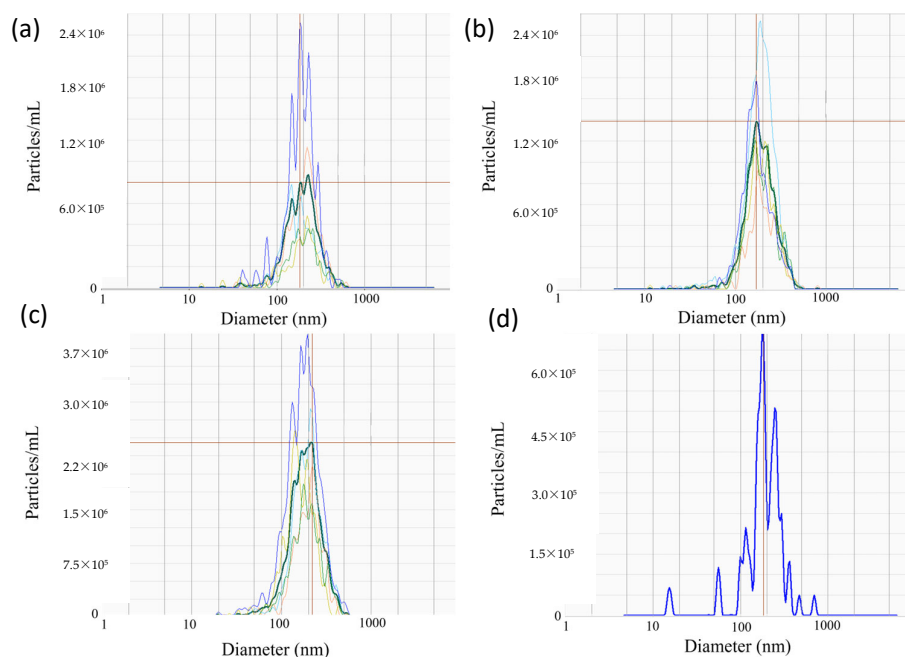 (a)
Particles/mL
2.4×10⁶
1.8×10⁶
1.2×10⁶
6.0×10⁵
0
1 10 100 1000
Diameter (nm)
(b)
Particles/mL
2.4×10⁶
1.8×10⁶
1.2×10⁶
6.0×10⁵
0
1 10 100 1000
Diameter (nm)
(c)
Particles/mL
3.7×10⁶
3.0×10⁶
2.2×10⁶
1.5×10⁶
7.5×10⁵
0
1 10 100 1000
Diameter (nm)
(d)
Particles/mL
6.0×10⁵
4.5×10⁵
3.0×10⁵
1.5×10⁵
0
1 10 100 1000
Diameter (nm)